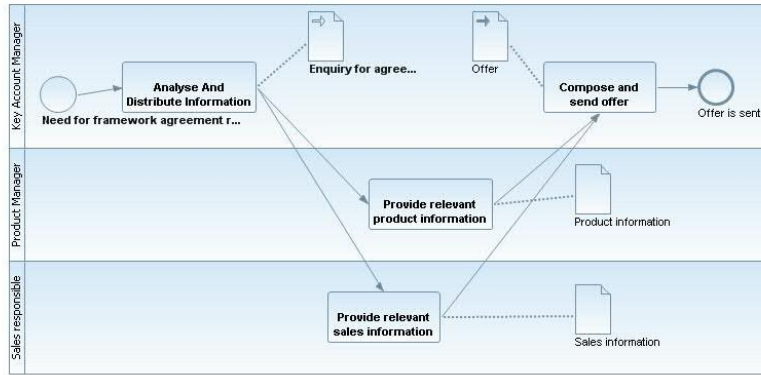 Key Account Manager
Need for framework agreement r...
Analyse And
Distribute Information
Enquiry for agree...
Offer
Compose and
send offer
Offer is sent
Product Manager
Provide relevant
product information
Product information
Sales responsible
Provide relevant
sales information
Sales information